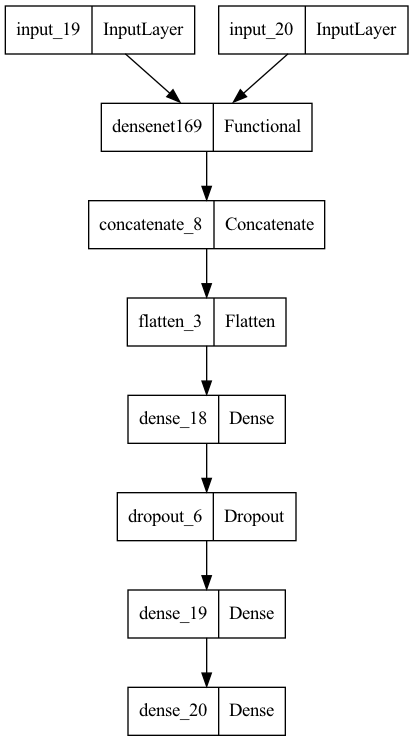 input_19 InputLayer input_20 InputLayer
densenet169 Functional
concatenate_8 Concatenate
flatten_3 Flatten
dense_18 Dense
dropout_6 Dropout
dense_19 Dense
dense_20 Dense